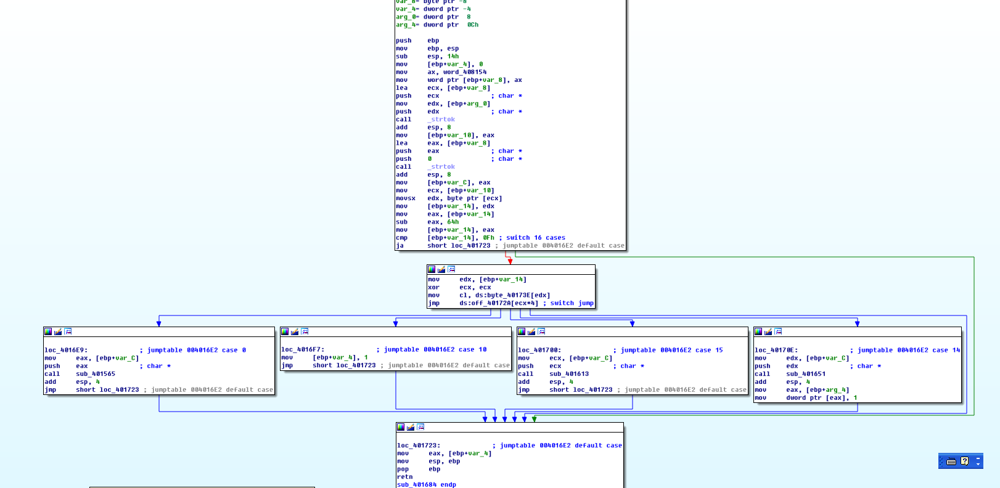 var_8= byte ptr -8
var_4= dword ptr -4
arg_0= dword ptr  8
arg_4= dword ptr  0Ch
push    ebp
mov     ebp, esp
sub     esp, 14h
mov     [ebp+var_4], 0
mov     ax, word_408154
mov     word ptr [ebp+var_8], ax
lea     ecx, [ebp+var_8]
push    ecx             ; char *
mov     edx, [ebp+arg_0]
push    edx             ; char *
call    _strtok
add     esp, 8
mov     [ebp+var_10], eax
lea     eax, [ebp+var_8]
push    eax             ; char *
push    0               ; char *
call    _strtok
add     esp, 8
mov     [ebp+var_C], eax
mov     ecx, [ebp+var_10]
movsx   edx, byte ptr [ecx]
mov     [ebp+var_14], edx
mov     eax, [ebp+var_14]
sub     eax, 64h
mov     [ebp+var_14], eax
cmp     [ebp+var_14], 0Fh ; switch 16 cases
ja      short loc_401723 ; jumptable 004016E2 default case
mov     edx, [ebp+var_14]
xor     ecx, ecx
mov     cl, ds:byte_40173E[edx]
jmp     ds:off_40172A[ecx*4] ; switch jump
loc_4016E9:             ; jumptable 004016E2 case 0
mov     eax, [ebp+var_C]
push    eax             ; char *
call    sub_401565
add     esp, 4
jmp     short loc_401723 ; jumptable 004016E2 default case
loc_4016F7:             ; jumptable 004016E2 case 10
mov     [ebp+var_4], 1
jmp     short loc_401723 ; jumptable 004016E2 default case
loc_401700:             ; jumptable 004016E2 case 15
mov     ecx, [ebp+var_C]
push    ecx             ; char *
call    sub_401613
add     esp, 4
jmp     short loc_401723 ; jumptable 004016E2 default case
loc_40170E:             ; jumptable 004016E2 case 14
mov     edx, [ebp+var_C]
push    edx             ; char *
call    sub_401651
add     esp, 4
mov     eax, [ebp+arg_4]
mov     dword ptr [eax], 1
loc_401723:             ; jumptable 004016E2 default case
mov     eax, [ebp+var_4]
mov     esp, ebp
pop     ebp
retn
sub_401684 endp